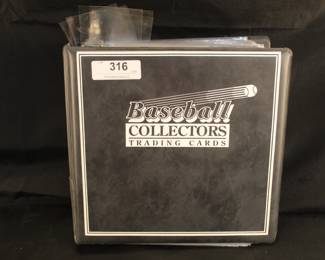 316
Baseball
COLLECTORS
TRADING CARDS